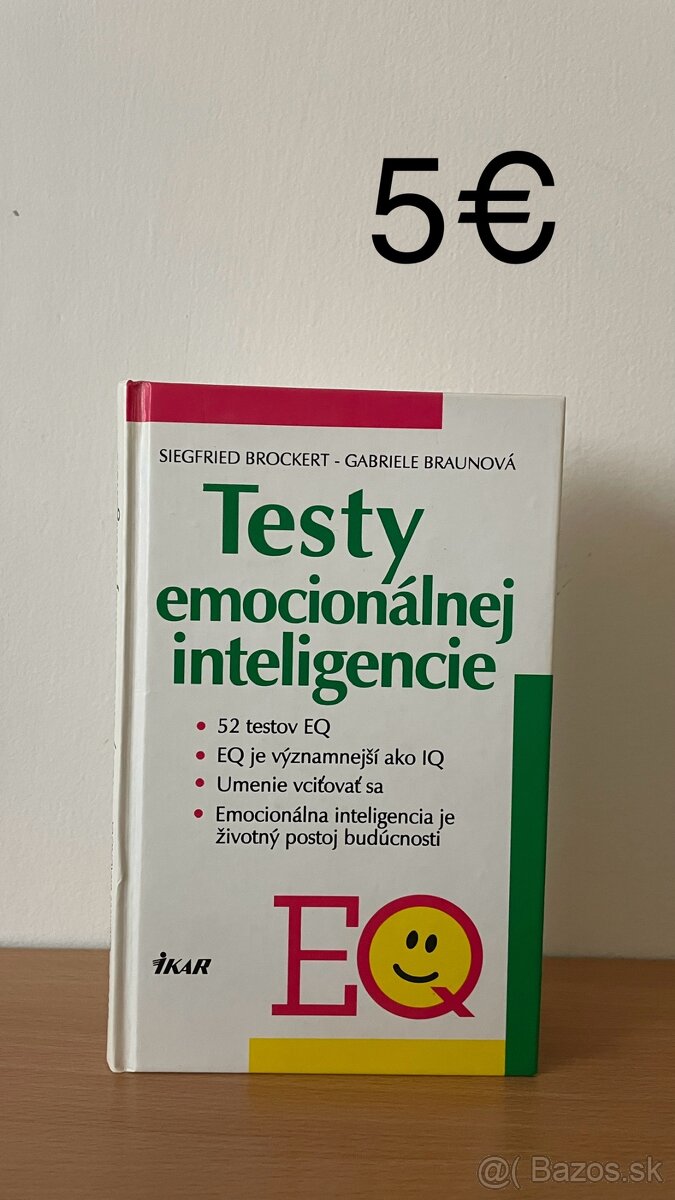 5€
SIEGFRIED BROCKERT - GABRIELE BRAUNOVÁ
Testy
emocionálnej
inteligencie
• 52 testov EQ
• EQ je významnejší ako IQ
• Umenie vciťovať sa
• Emocionálna inteligencia je
životný postoj budúcnosti
EQ
IKAR
@( Bazos.sk